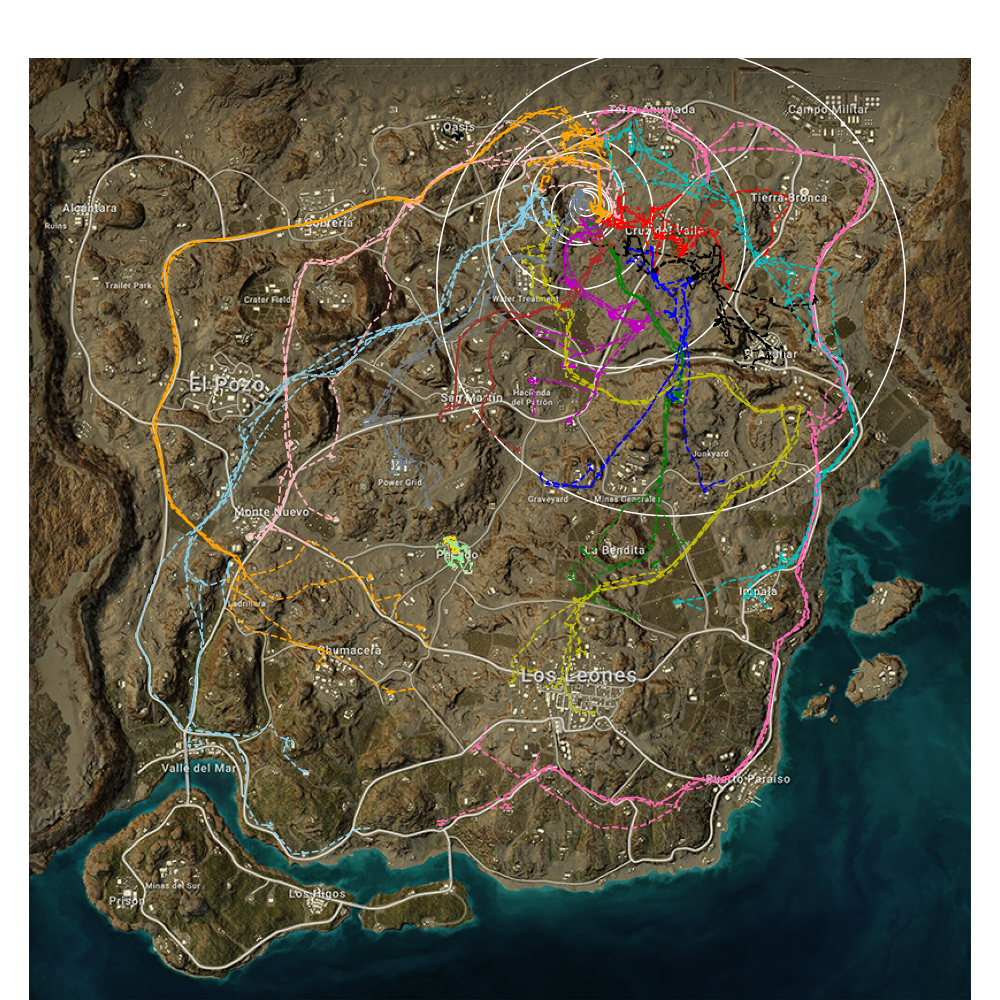 Torre Ahumada
Campo Militar
Oasis
Tierra Bronca
Alcantara
Ruins
Cobreria
Cruz del Valle
Trailer Park
Crater Fields
Water Treatment
El Azahar
El Pozo
San Martin
Hacienda
del Patrón
Junkyard
Power Grid
Graveyard
Minas Generales
Monte Nuevo
Pecado
La Bendita
Impala
Ladrillera
Chumacera
Los Leones
Valle del Mar
Puerto Paraiso
Minas del Sur
Prison
Los Higos